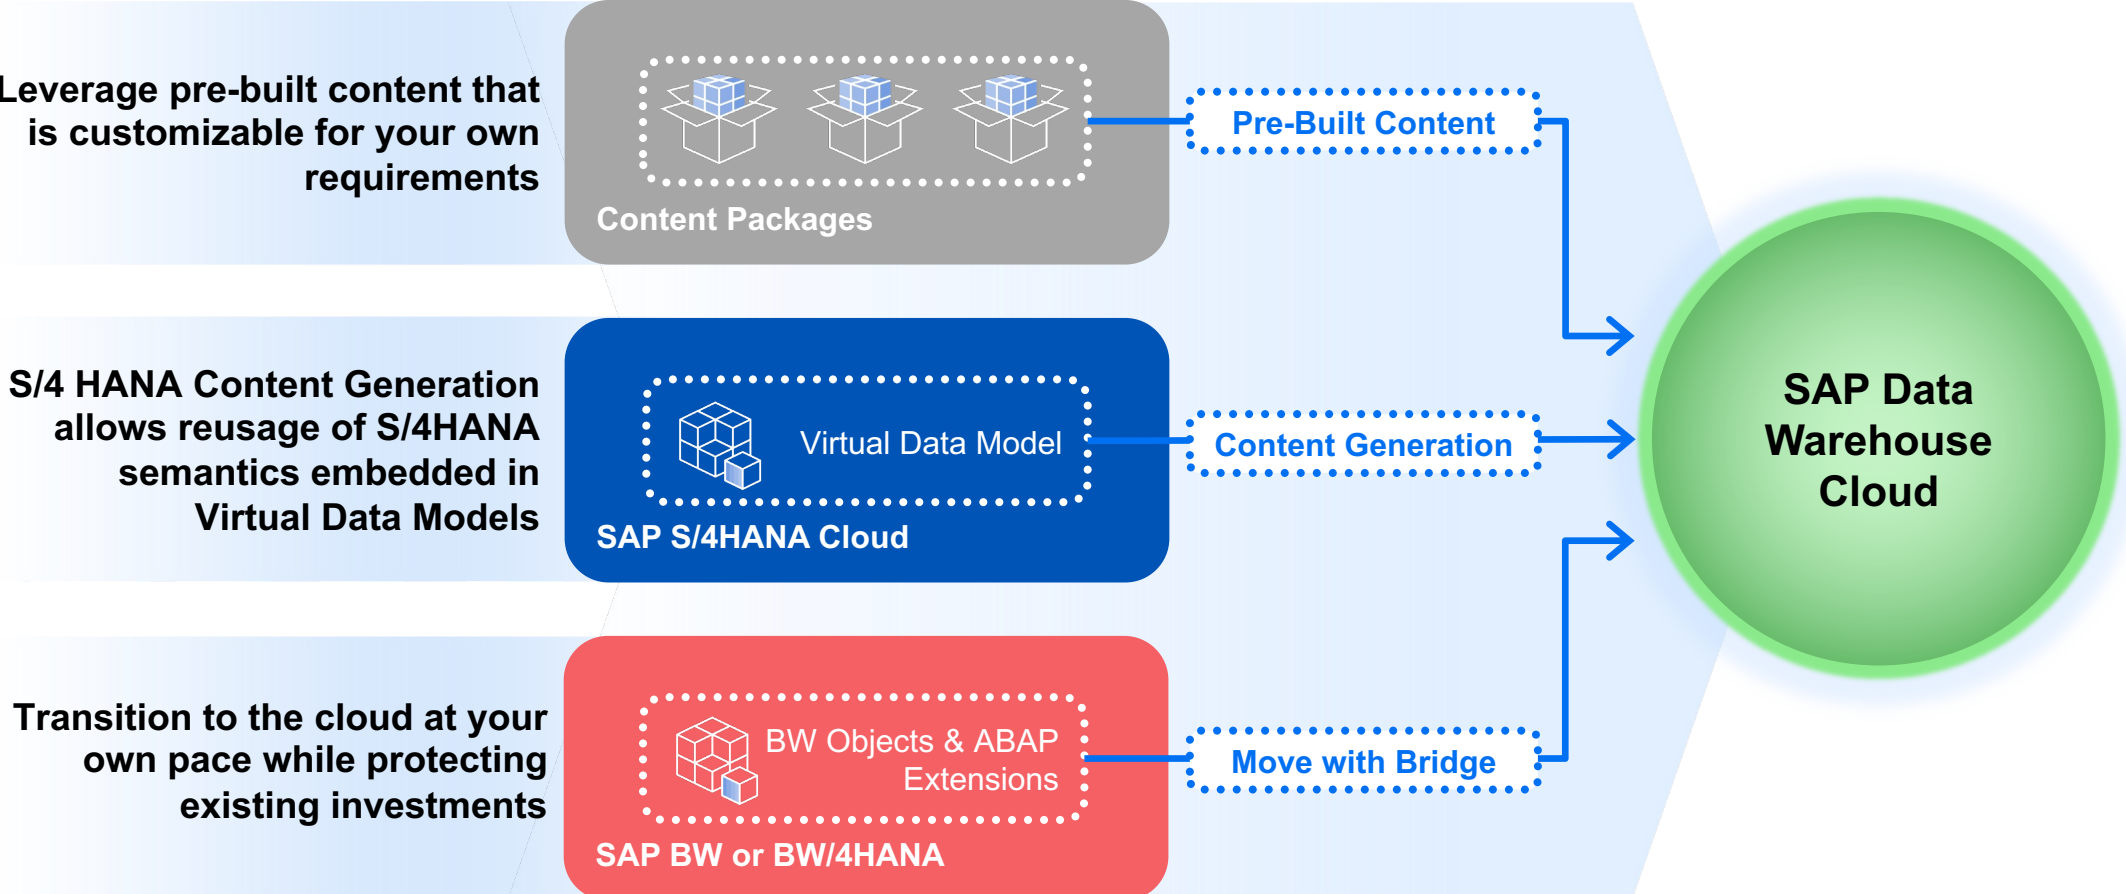 Leverage pre-built content that
is customizable for your own
requirements
Content Packages
Pre-Built Content
S/4 HANA Content Generation
allows reusage of S/4HANA
semantics embedded in
Virtual Data Models
Virtual Data Model
SAP S/4HANA Cloud
Content Generation
SAP Data
Warehouse
Cloud
Transition to the cloud at your
own pace while protecting
existing investments
BW Objects & ABAP
Extensions
SAP BW or BW/4HANA
Move with Bridge